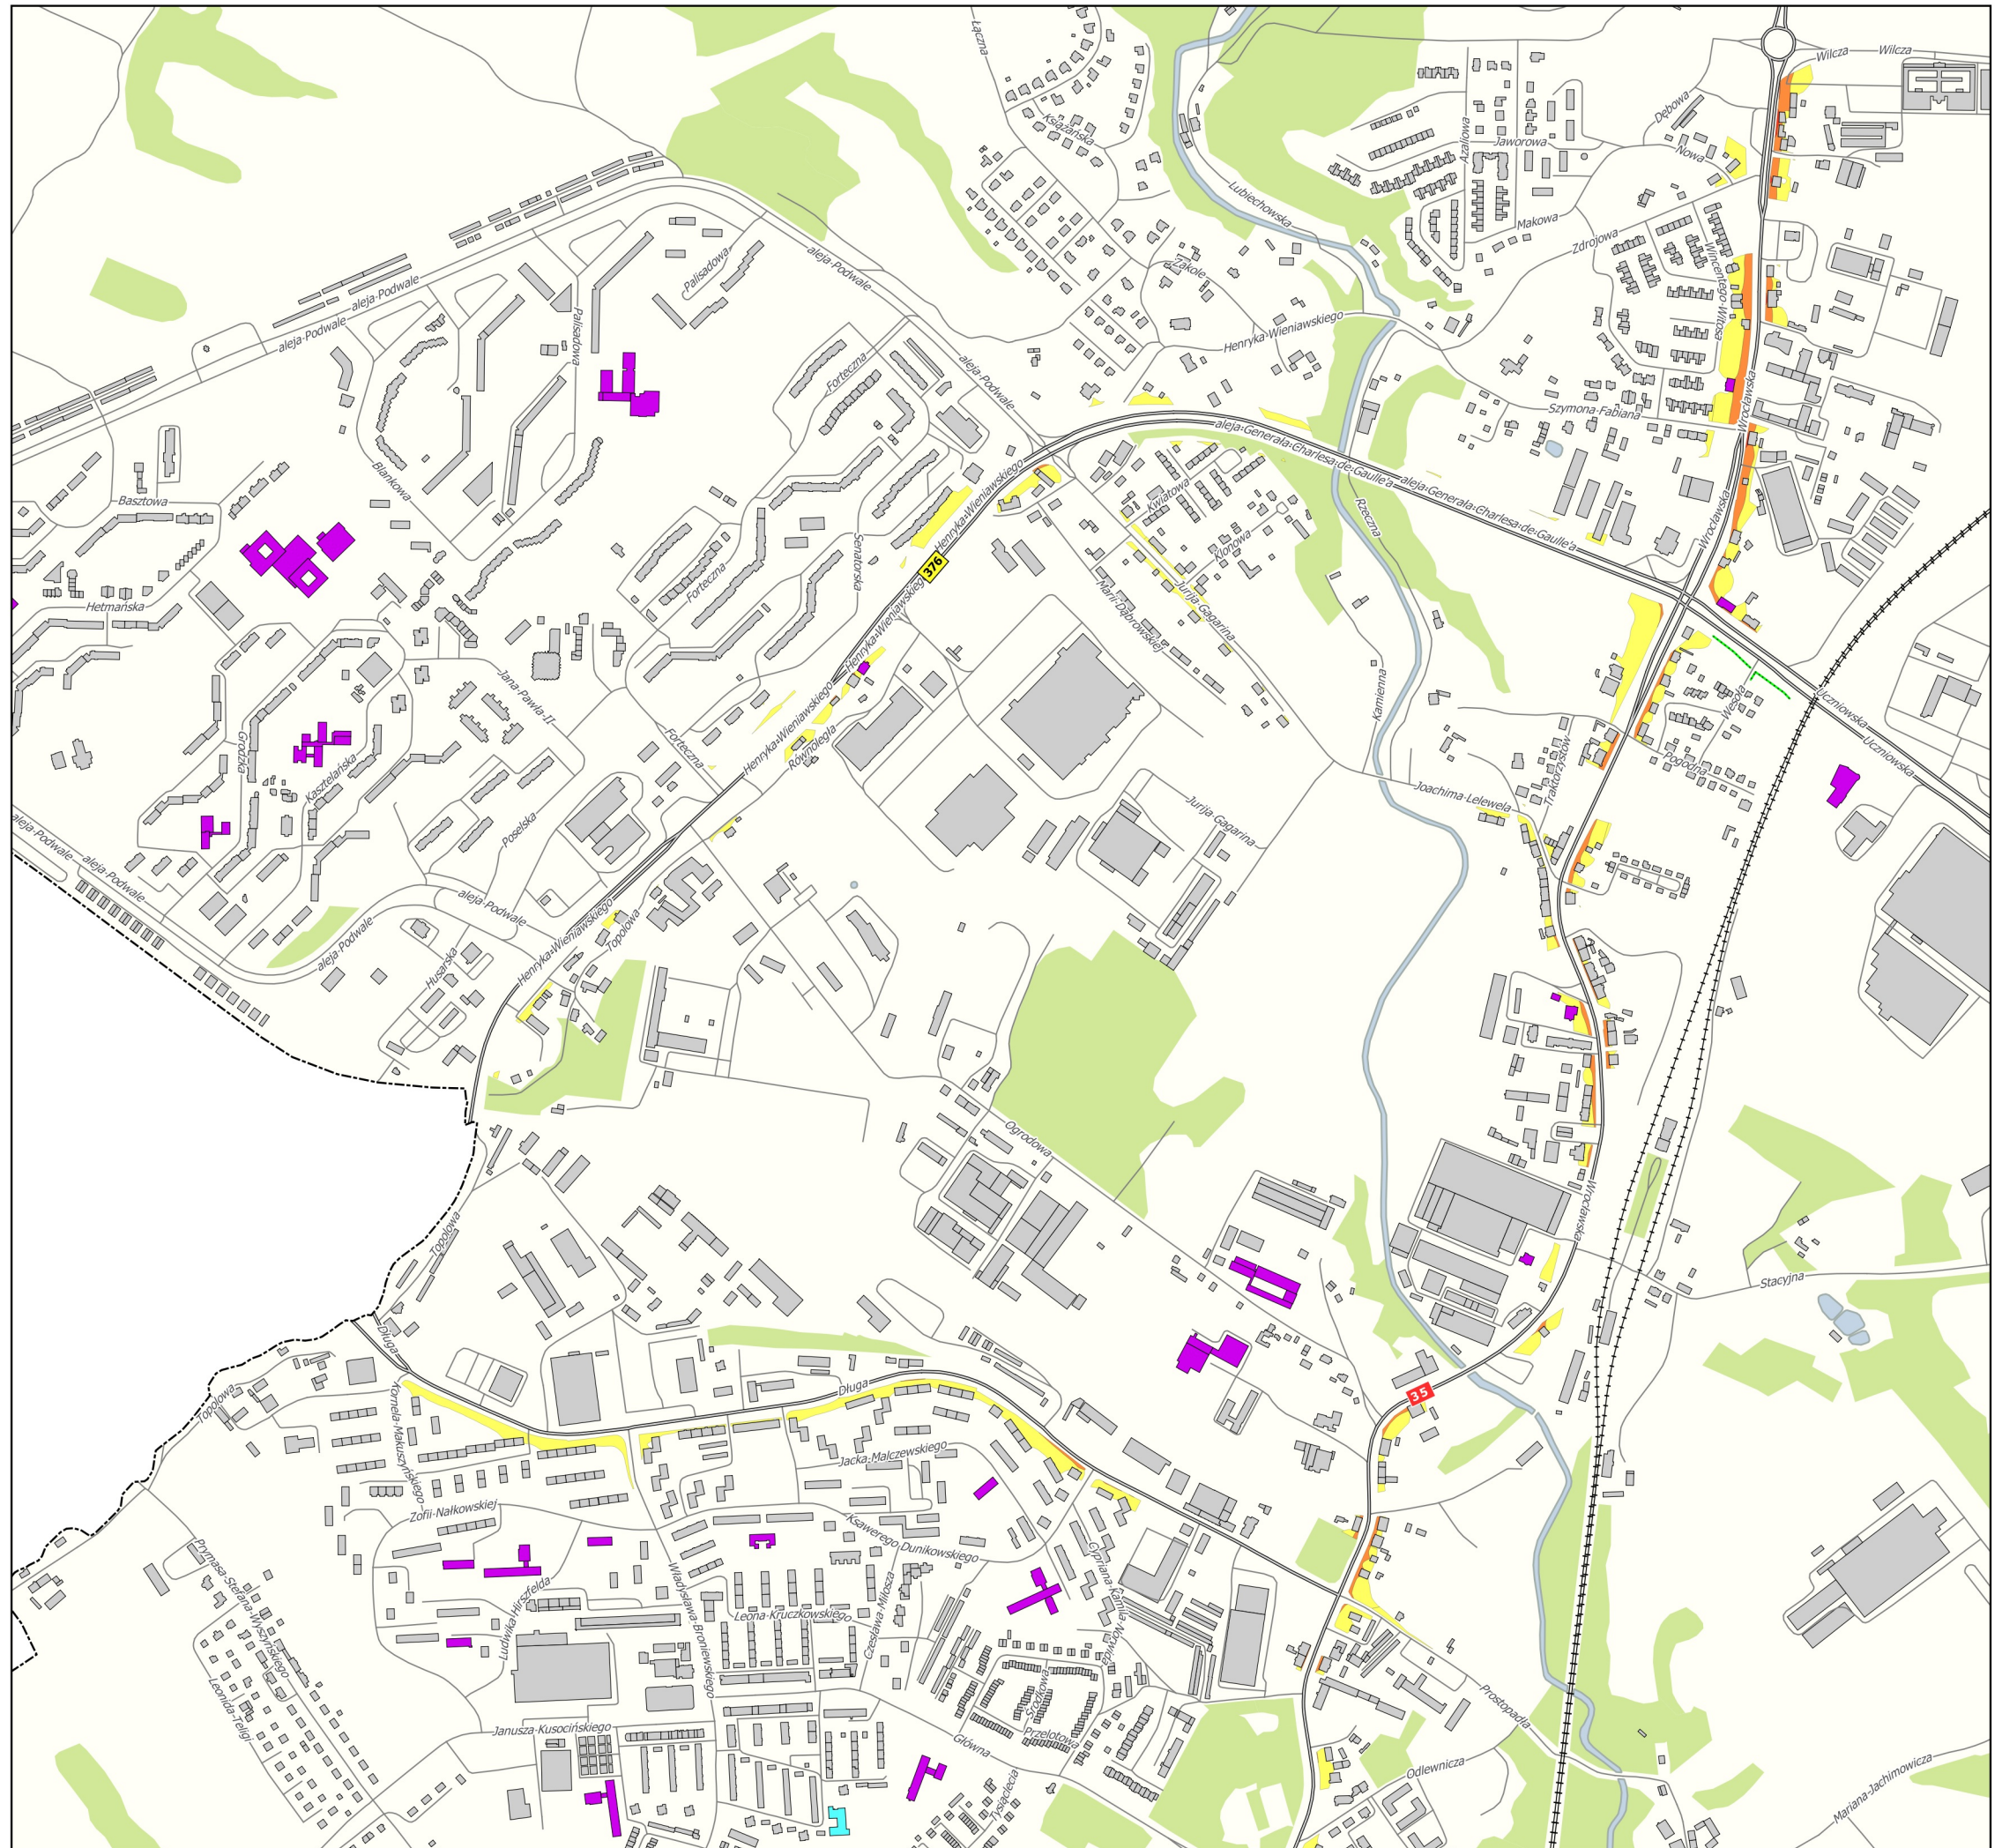 Łączna
Wilcza
Wilcza
Książańska
Dębowa
Azaliowa
Jaworowa
Nowa
Lubiechowska
Makowa
Zdrojowa
Palisadowa
aleja Podwale
Zakole
Wincentego Witosa
aleja Podwale
aleja Podwale
Palisadowa
Henryka Wieniawskiego
Forteczna
aleja Podwale
Wrocławska
Szymona Fabiana
aleja Generała Charlesa de Gaulle'a
aleja Generała Charlesa de Gaulle'a
Blankowa
Basztowa
Henryka Wieniawskiego
Kwiatowa
Rzeczna
Wrocławska
Senatorska
Klonowa
376
Forteczna
Hetmańska
Henryka Wieniawskiego
Marii Dąbrowskiej
Jurija Gagarina
Jana Pawła II
Kamienna
Wesoła
Uczniowska
Uczniowska
Grodzka
Forteczna
Henryka Wieniawskiego
Równoległa
Pogodna
Traktorzystów
Kasztelańska
Joachima Lelewela
Jurija Gagarina
Poselska
aleja Podwale
aleja Podwale
aleja Podwale
aleja Podwale
Henryka Wieniawskiego
Topolowa
Husarska
Ogrodowa
Wrocławska
Topolowa
Stacyjna
Długa
Długa
35
Topolowa
Kornela Makuszyńskiego
Jacka Malczewskiego
Zofii Nałkowskiej
Ksawerego Dunikowskiego
Prymasa Stefana Wyszyńskiego
Ludwika Hirszfelda
Władysława Broniewskiego
Leona Kruczkowskiego
Czesława Miłosza
Cypriana Kamila Norwida
Leonida Teligi
Środkowa
Przelotowa
Prostopadła
Janusza Kusocińskiego
Główna
Tysiąclecia
Odlewnicza
Mariana Jachimowicza